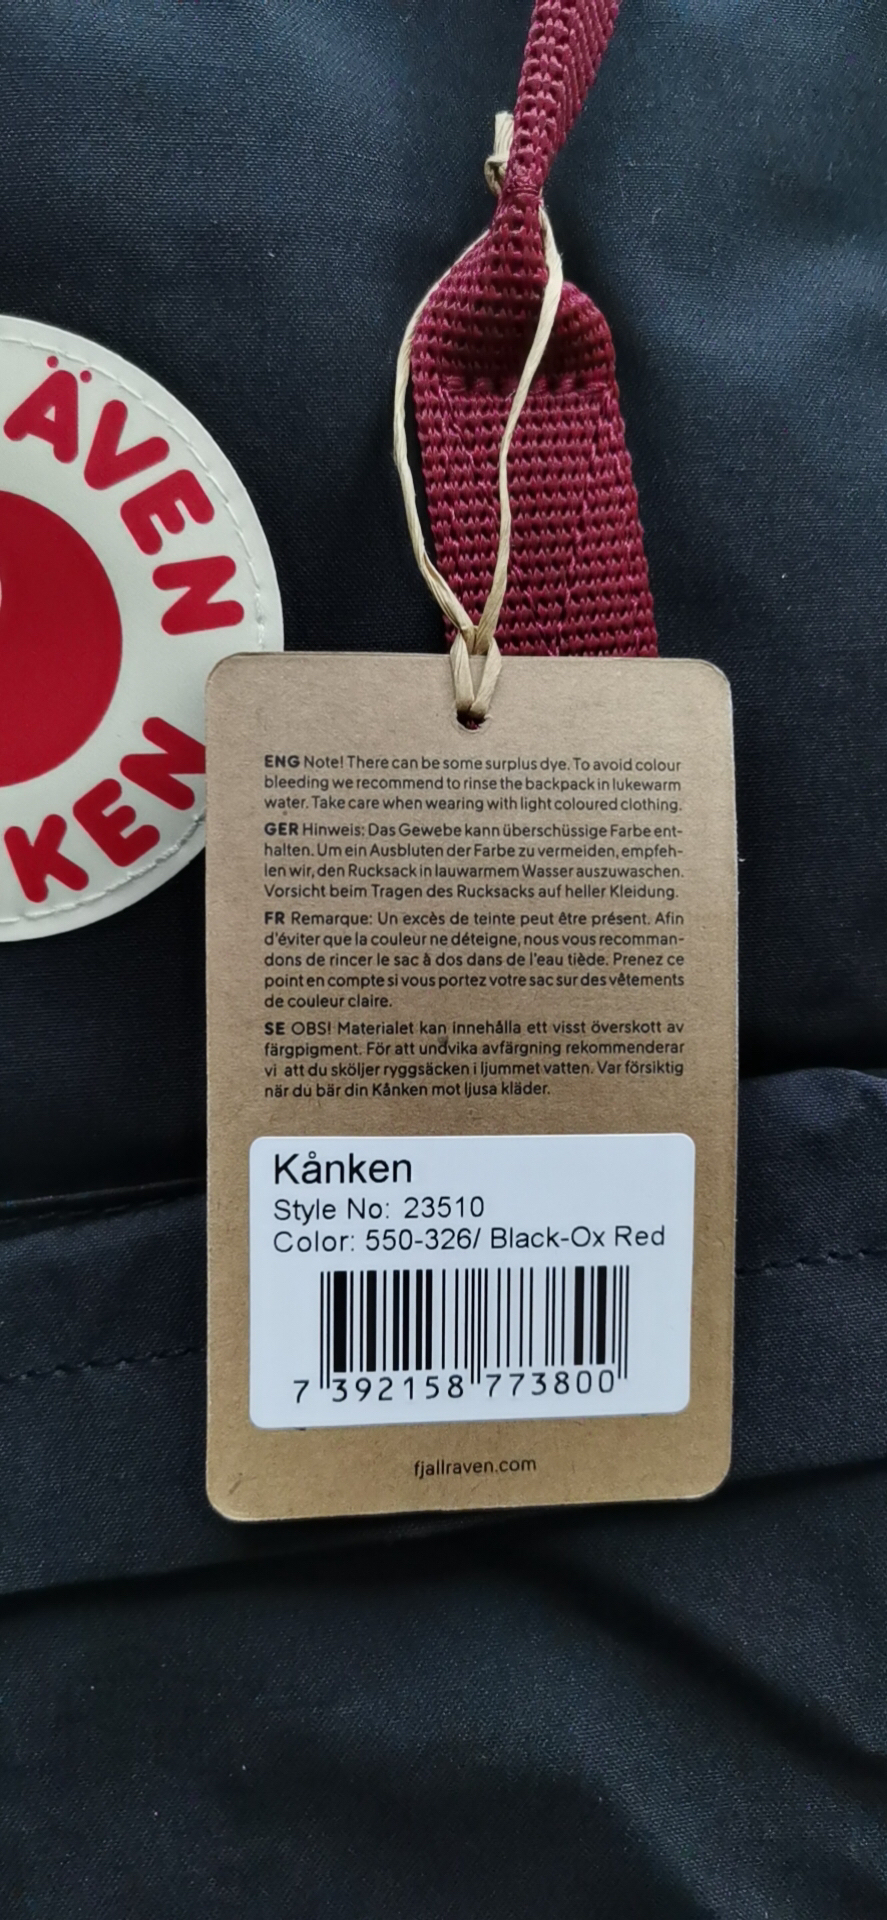 ÄVEN
KEN
ENG Note! There can be some surplus dye. To avoid colour
bleeding we recommend to rinse the backpack in lukewarm
water. Take care when wearing with light coloured clothing.
GER Hinweis: Das Gewebe kann überschüssige Farbe ent-
halten. Um ein Ausbluten der Farbe zu vermeiden, empfeh-
len wir, den Rucksack in lauwarmem Wasser auszuwaschen.
Vorsicht beim Tragen des Rucksacks auf heller Kleidung.
FR Remarque: Un excès de teinte peut être présent. Afin
d'éviter que la couleur ne déteigne, nous vous recomman-
dons de rincer le sac à dos dans de l'eau tiède. Prenez ce
point en compte si vous portez votre sac sur des vêtements
de couleur claire.
SE OBS! Materialet kan innehålla ett visst överskott av
färgpigment. För att undvika avfärgning rekommenderar
vi att du sköljer ryggsäcken i ljummet vatten. Var försiktig
när du bär din Kånken mot ljusa kläder.
Kånken
Style No: 23510
Color: 550-326/ Black-Ox Red
7 392158 773800
fjallraven.com